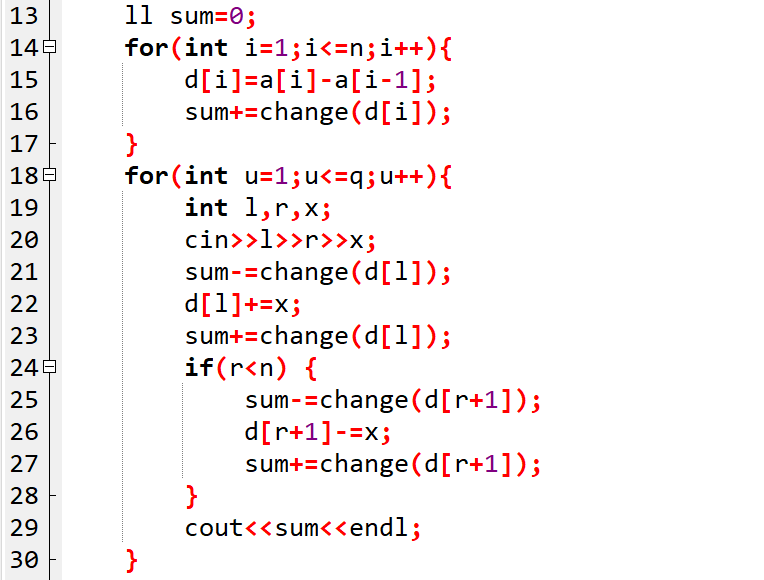 13 ll sum=0;
14 for(int i=1;i<=n;i++){
15 d[i]=a[i]-a[i-1];
16 sum+=change(d[i]);
17 }
18 for(int u=1;u<=q;u++){
19 int l,r,x;
20 cin>>l>>r>>x;
21 sum-=change(d[l]);
22 d[l]+=x;
23 sum+=change(d[l]);
24 if(r<n) {
25 sum-=change(d[r+1]);
26 d[r+1]-=x;
27 sum+=change(d[r+1]);
28 }
29 cout<<sum<<endl;
30 }